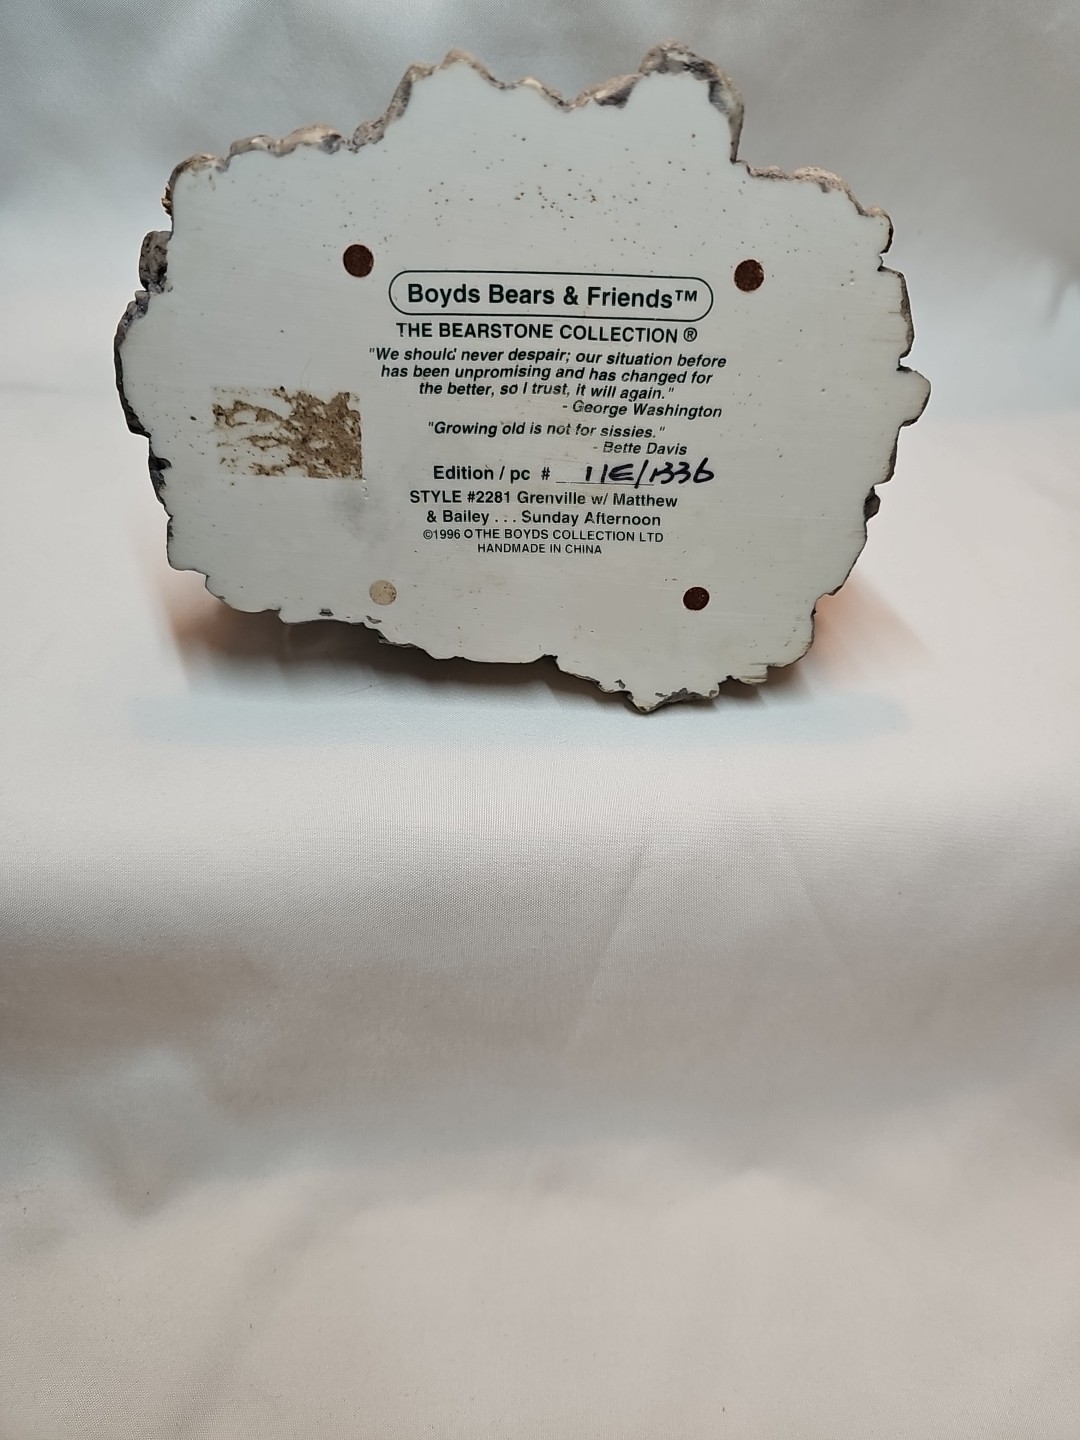 Boyds Bears & Friends™
THE BEARSTONE COLLECTION ®
"We should never despair; our situation before
has been unpromising and has changed for
the better, so I trust, it will again."
- George Washington
"Growing old is not for sissies."
- Bette Davis
Edition / pc # 11E/1336
STYLE #2281 Grenville w/ Matthew
& Bailey . . . Sunday Afternoon
©1996 THE BOYDS COLLECTION LTD
HANDMADE IN CHINA